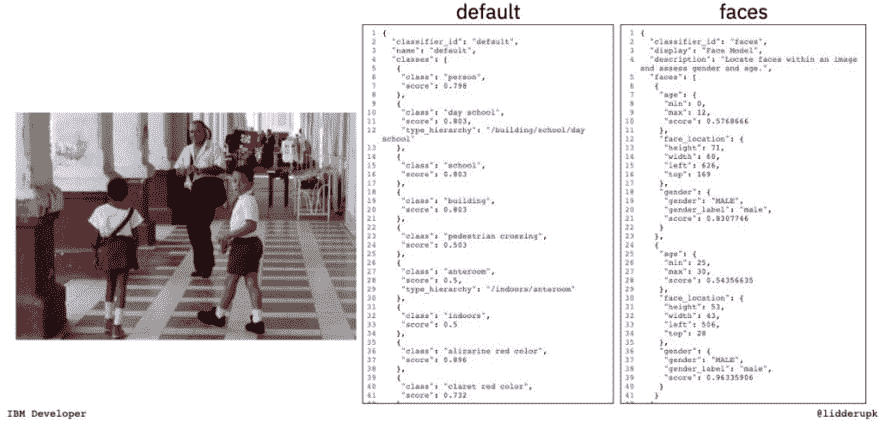 default
1 {
2 "classifier_id": "default",
3 "name": "default",
4 "classes": [
5 {
6 "class": "person",
7 "score": 0.798
8 },
9 {
10 "class": "day school",
11 "score": 0.803,
12 "type_hierarchy": "/building/school/day
school"
13 },
14 {
15 "class": "school",
16 "score": 0.803
17 },
18 {
19 "class": "building",
20 "score": 0.803
21 },
22 {
23 "class": "pedestrian crossing",
24 "score": 0.503
25 },
26 {
27 "class": "anteroom",
28 "score": 0.5,
29 "type_hierarchy": "/indoors/anteroom"
30 },
31 {
32 "class": "indoors",
33 "score": 0.5
34 },
35 {
36 "class": "alizarine red color",
37 "score": 0.896
38 },
39 {
40 "class": "claret red color",
41 "score": 0.732
faces
1 {
2 "classifier_id": "faces",
3 "display": "Face Model",
4 "description": "Locate faces within an image
and assess gender and age.",
5 "faces": [
6 {
7 "age": {
8 "min": 0,
9 "max": 12,
10 "score": 0.5768666
11 },
12 "face_location": {
13 "height": 71,
14 "width": 60,
15 "left": 626,
16 "top": 169
17 },
18 "gender": {
19 "gender": "MALE",
20 "gender_label": "male",
21 "score": 0.8307746
22 }
23 },
24 {
25 "age": {
26 "min": 25,
27 "max": 30,
28 "score": 0.54356635
29 },
30 "face_location": {
31 "height": 53,
32 "width": 43,
33 "left": 506,
34 "top": 28
35 },
36 "gender": {
37 "gender": "MALE",
38 "gender_label": "male",
39 "score": 0.96335906
40 }
41 }
IBM Developer
@lidderupk